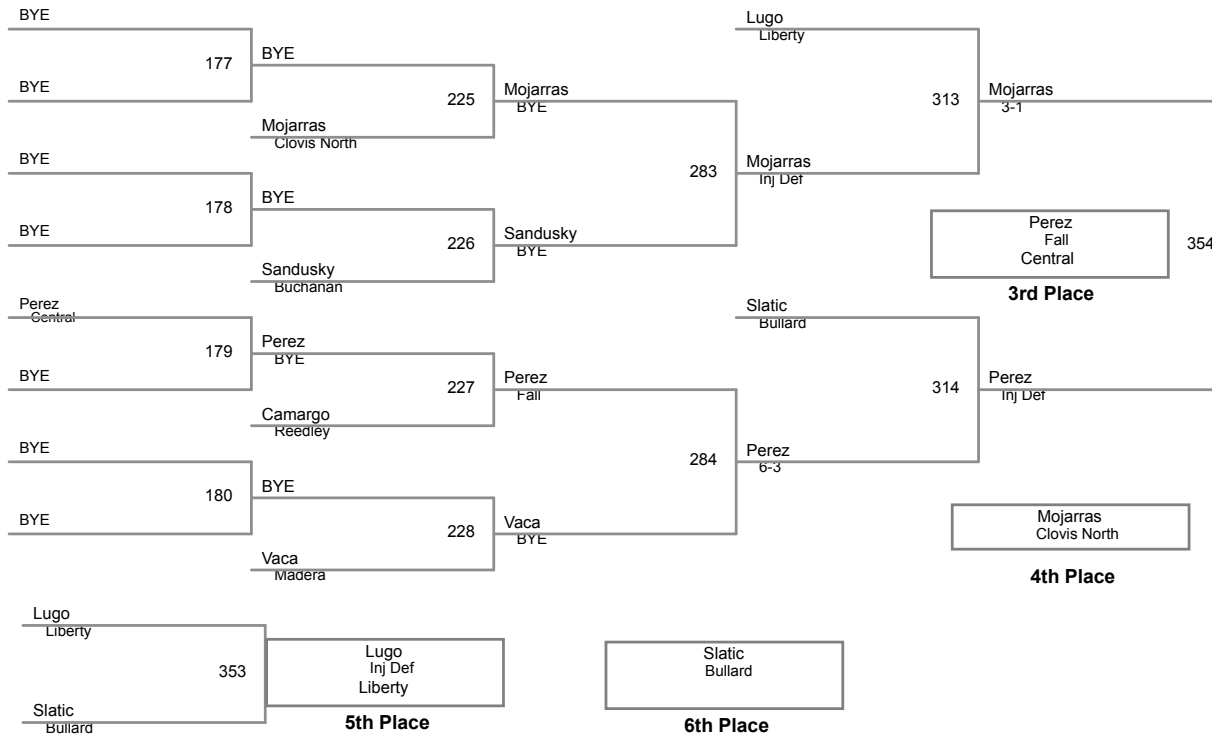 BYE
177
BYE
BYE
225
Mojarras
Clovis North
Mojarras
BYE
BYE
178
BYE
BYE
226
Sandusky
Buchanan
Sandusky
BYE
283
Mojarras
Inj Def
Lugo
Liberty
313
Mojarras
3-1
Perez
Fall
Central
354
3rd Place
Perez
Central
179
BYE
Perez
BYE
227
Camargo
Reedley
Perez
Fall
BYE
180
BYE
BYE
228
Vaca
Madera
Vaca
BYE
284
Perez
6-3
Slatic
Bullard
314
Perez
Inj Def
Mojarras
Clovis North
4th Place
Lugo
Liberty
353
Slatic
Bullard
Lugo
Inj Def
Liberty
5th Place
Slatic
Bullard
6th Place